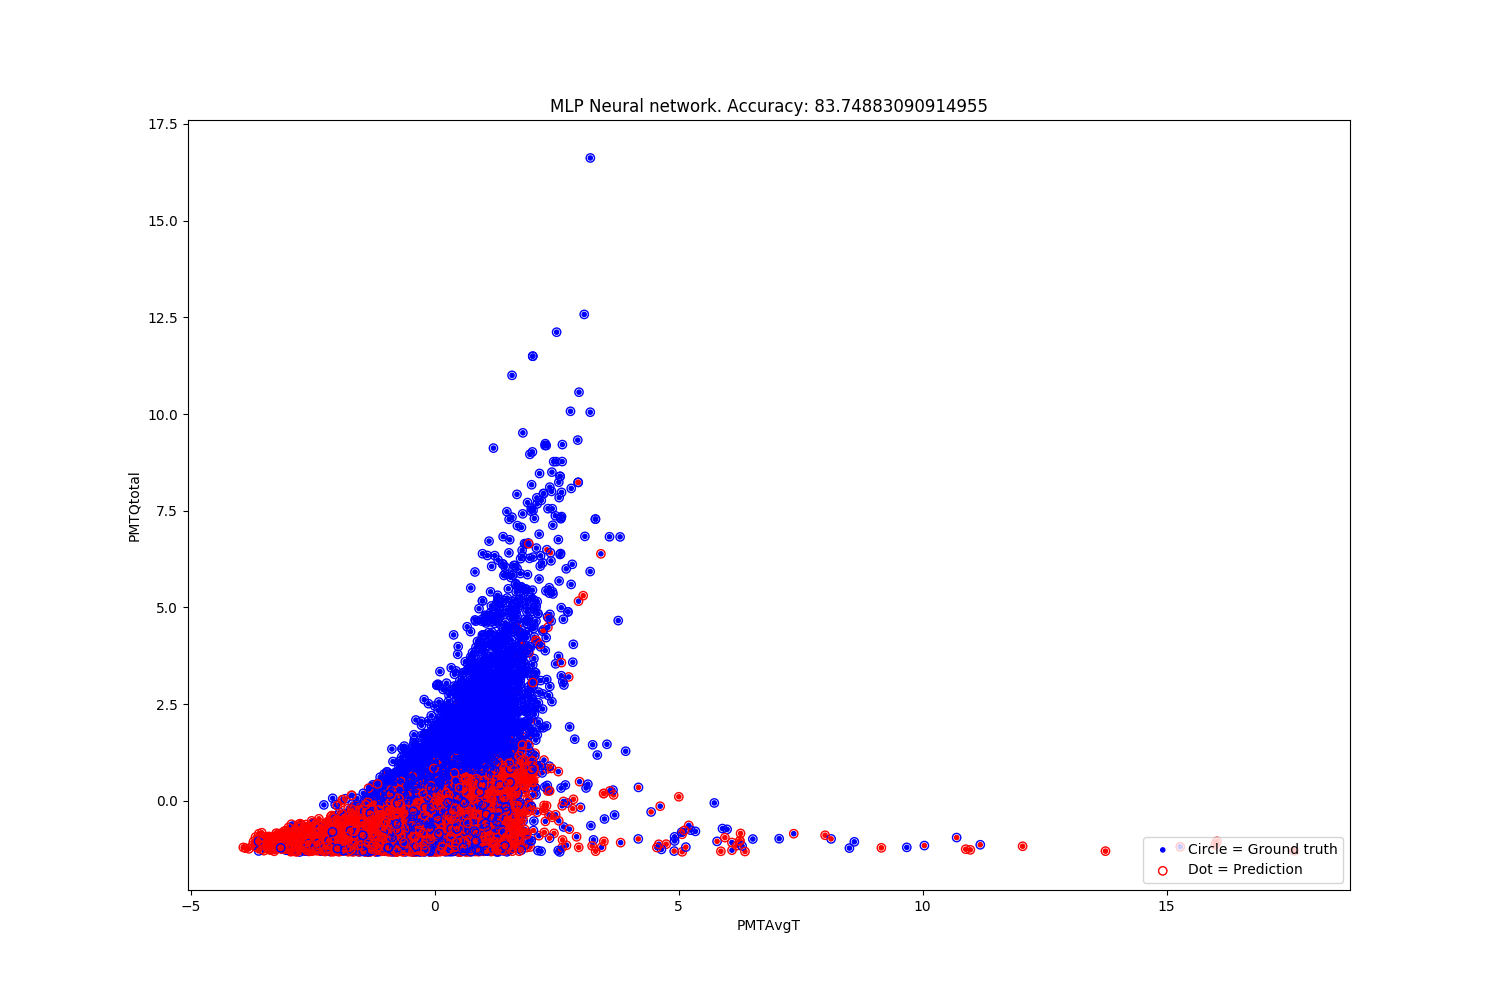 MLP Neural network. Accuracy: 83.74883090914955
17.5
15.0
12.5
10.0
7.5
5.0
2.5
0.0
PMTQtotal
−5
0
5
10
15
PMTAvgT
Circle = Ground truth
Dot = Prediction